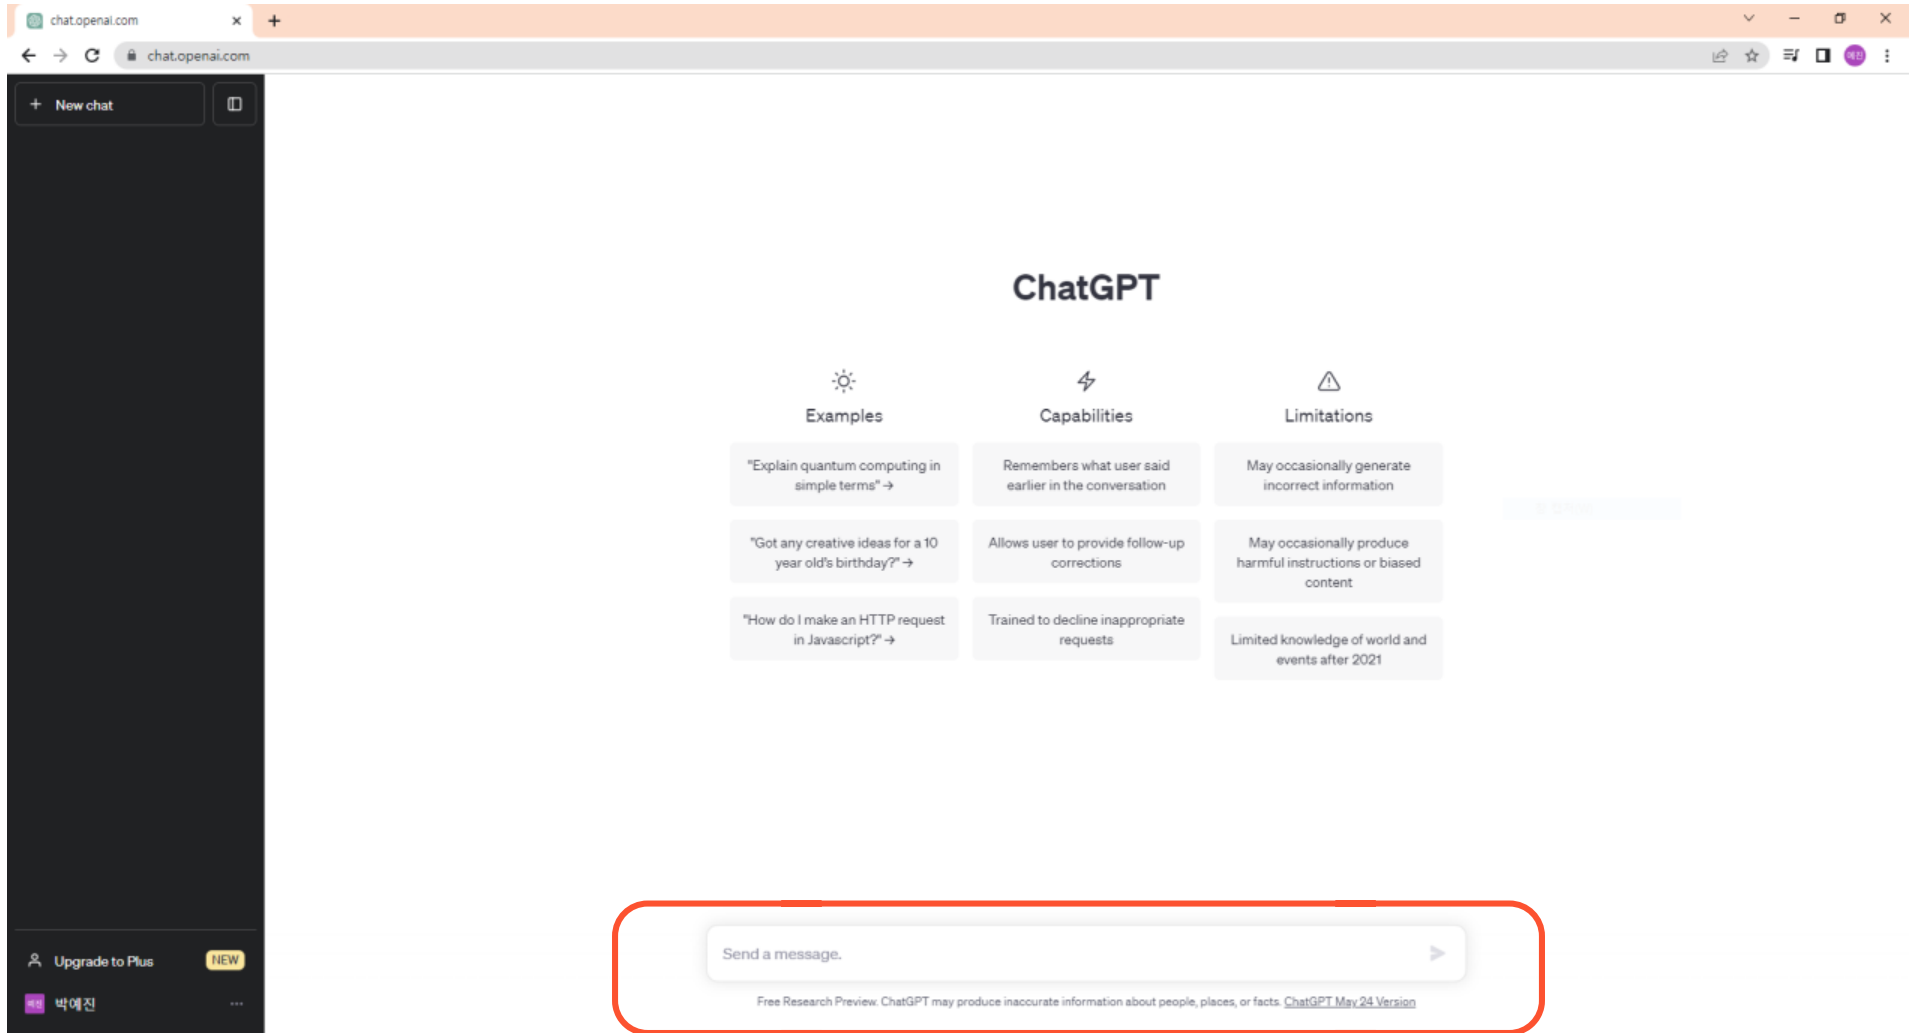 chat.openai.com
chat.openai.com
예진
New chat
ChatGPT
Examples
Capabilities
Limitations
"Explain quantum computing in
simple terms" →
Remembers what user said
earlier in the conversation
May occasionally generate
incorrect information
"Got any creative ideas for a 10
year old's birthday?" →
Allows user to provide follow-up
corrections
May occasionally produce
harmful instructions or biased
content
"How do I make an HTTP request
in Javascript?" →
Trained to decline inappropriate
requests
Limited knowledge of world and
events after 2021
Upgrade to Plus
NEW
예진
박예진
Send a message.
Free Research Preview. ChatGPT may produce inaccurate information about people, places, or facts. ChatGPT May 24 Version